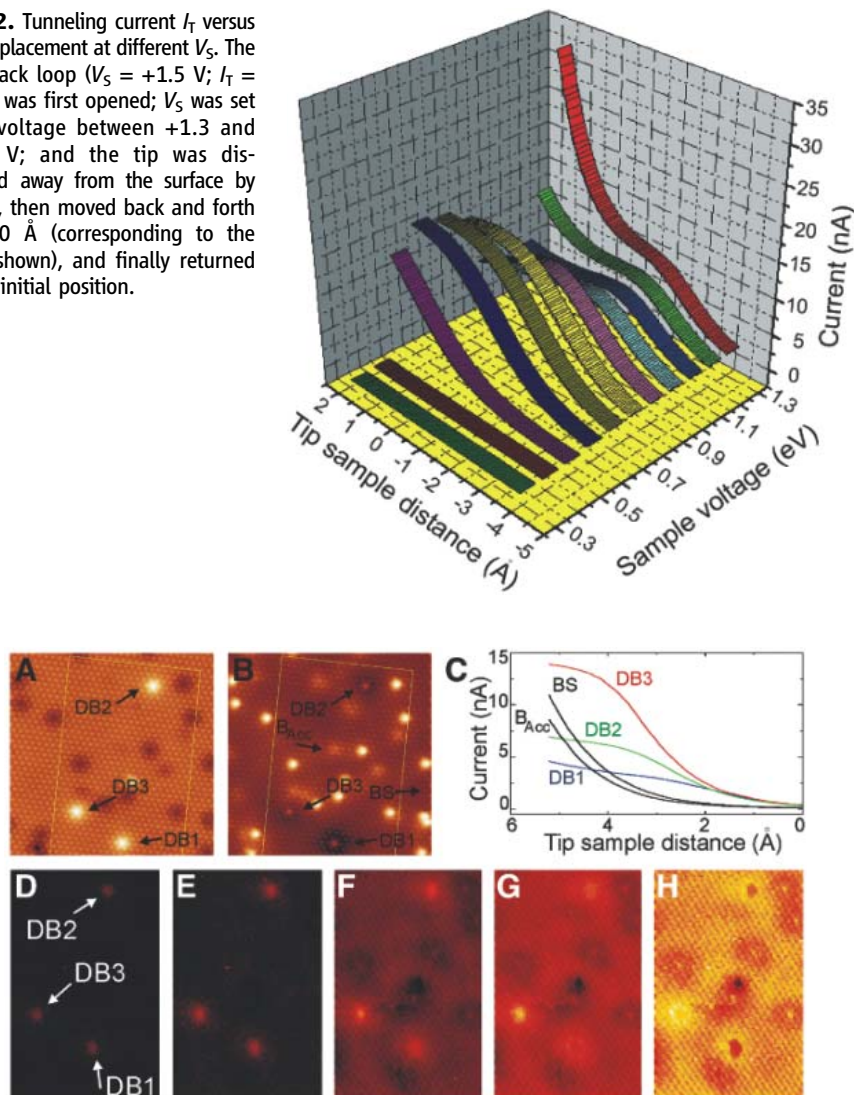 2. Tunneling current I_T versus
placement at different V_S. The
ack loop (V_S = +1.5 V; I_T =
was first opened; V_S was set
voltage between +1.3 and
V; and the tip was dis-
d away from the surface by
, then moved back and forth
0 Å (corresponding to the
shown), and finally returned
initial position.
35
30
25
20
15
10
5
0
Current (nA)
2
1
0
-1
-2
-3
-4
-5
Tip sample distance (Å)
0.3
0.5
0.7
0.9
1.1
1.3
Sample voltage (eV)
A
DB2
DB3
DB1
B
DB2
B_Acc
DB3
BS
DB1
C
15
10
5
0
Current (nA)
BS
B_Acc
DB3
DB2
DB1
6 4 2 0
Tip sample distance (Å)
D
DB2
DB3
DB1
E
F
G
H